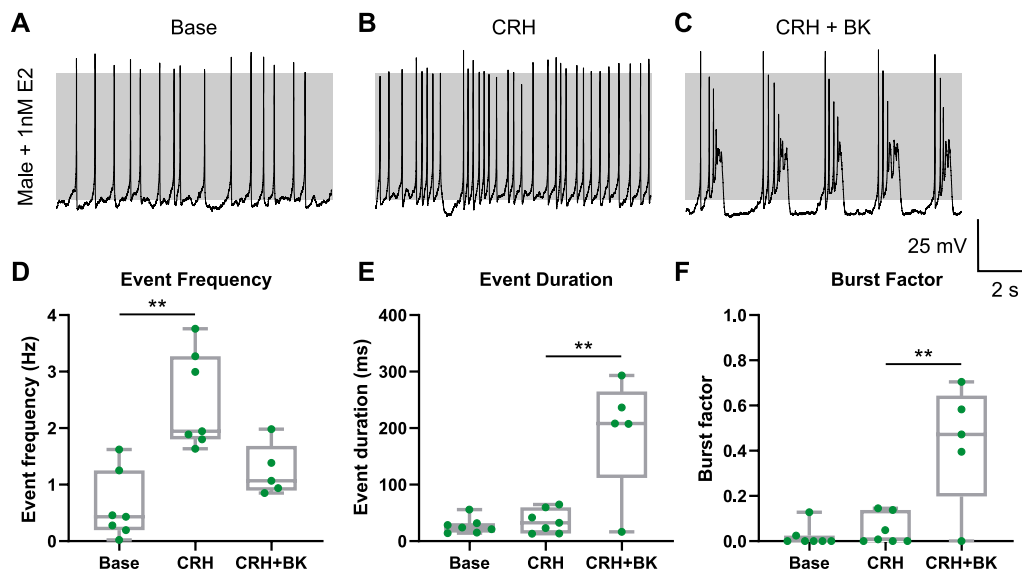 A Base
B CRH
C CRH + BK
Male + 1nM E2
25 mV
2 s
D Event Frequency
**
Event frequency (Hz)
4
3
2
1
0
Base CRH CRH+BK
E Event Duration
**
Event duration (ms)
400
300
200
100
0
Base CRH CRH+BK
F Burst Factor
**
Burst factor
1.0
0.8
0.6
0.4
0.2
0.0
Base CRH CRH+BK